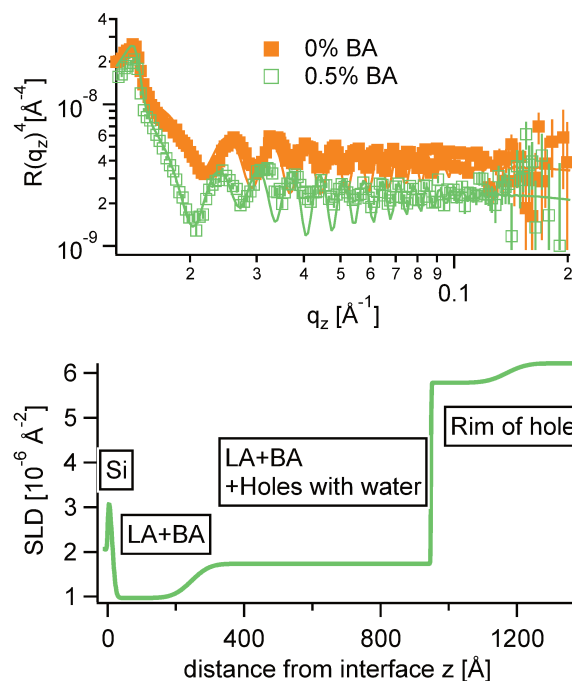 0% BA
0.5% BA
R(q_z)^4 [Å^-4]
4
2
10^-8
6
4
2
10^-9
2
3
4
5
6
7
8
9
0.1
2
q_z [Å^-1]
SLD [10^-6 Å^-2]
6
5
4
3
2
1
Si
LA+BA
LA+BA
+Holes with water
Rim of hole
0
400
800
1200
distance from interface z [Å]